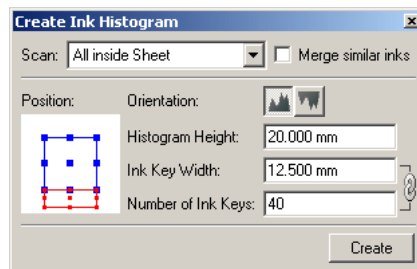 Create Ink Histogram
Scan: All inside Sheet Merge similar inks
Position: Orientation:
Histogram Height: 20.000 mm
Ink Key Width: 12.500 mm
Number of Ink Keys: 40
Create